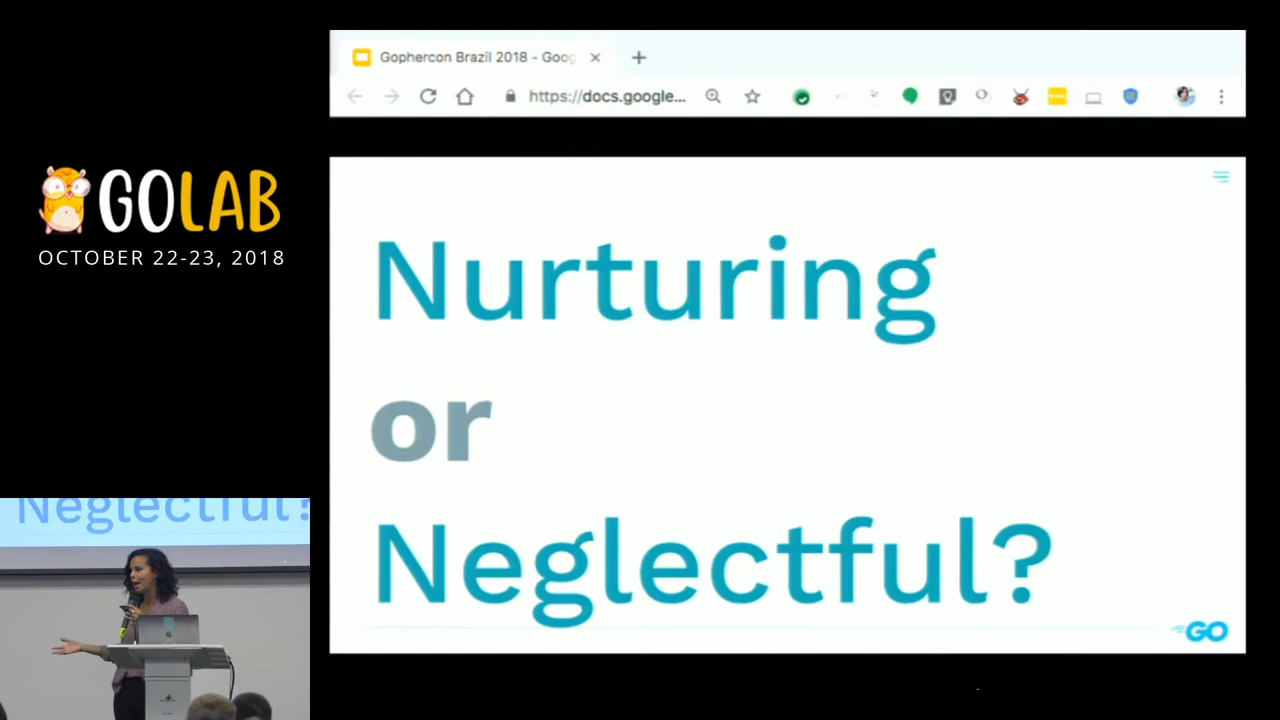 Gophercon Brazil 2018 - Goog
https://docs.google...
GOLAB
OCTOBER 22-23, 2018
Nurturing
or
Neglectful?
GO
Neglectful?